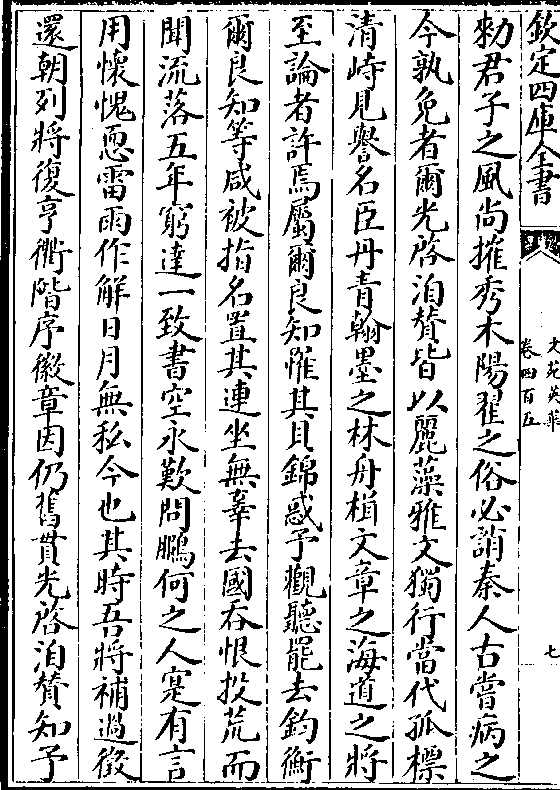 欽定四庫全書
文苑英華
卷四百五
七
勑君子之風尚摧秀木陽翟之俗必誚秦人古嘗病之
今孰免者爾光啓洎賛皆以麗藻雅文獨行當代孤標
清峙見譽名臣丹青翰墨之林舟楫文章之海道之將
至論者許焉屬爾良知惟其貝錦惑予觀聽罷去鈞衡
爾良知等咸被指名置其連坐無辜去國吞恨投荒而
聞流落五年窮達一致書空永歎問鵩何之人寔有言
用懷愧恧雷雨作解日月無私今也其時吾將補過徴
還朝列將復亨衢階序徽章因仍舊貫光啓洎賛知予